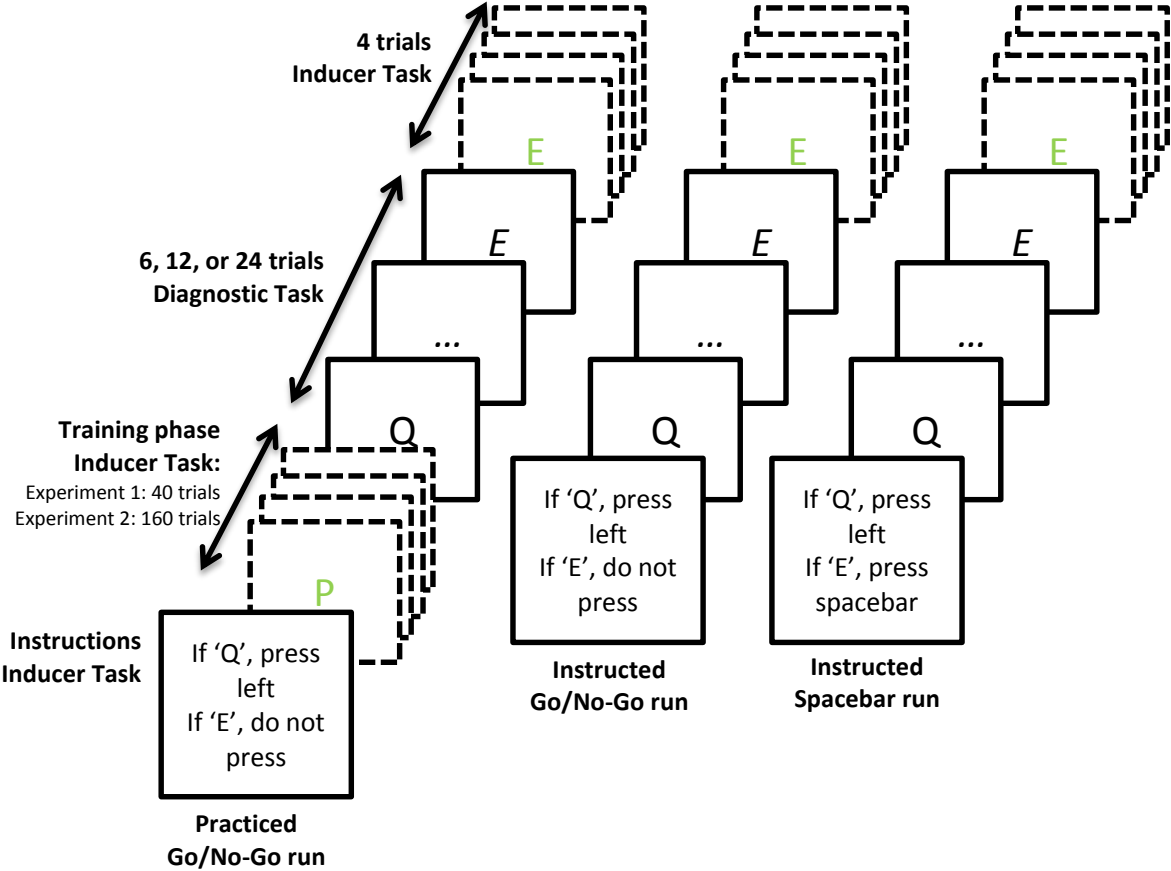 4 trials
Inducer Task
E
E
E
6, 12, or 24 trials
Diagnostic Task
E
E
E
...
...
...
Training phase
Inducer Task:
Experiment 1: 40 trials
Experiment 2: 160 trials
Q
Q
Q
P
Instructions
Inducer Task
If ‘Q’, press
left
If ‘E’, do not
press
Practiced
Go/No-Go run
If ‘Q’, press
left
If ‘E’, do not
press
Instructed
Go/No-Go run
If ‘Q’, press
left
If ‘E’, press
spacebar
Instructed
Spacebar run